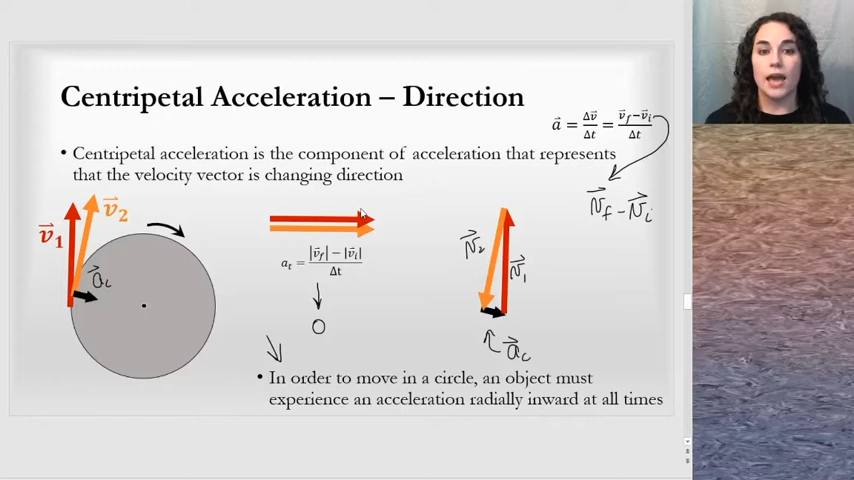 Centripetal Acceleration – Direction
a⃗ = Δv⃗/Δt = (v⃗f−v⃗i)/Δt
• Centripetal acceleration is the component of acceleration that represents
that the velocity vector is changing direction
v⃗f − v⃗i
v⃗1
v⃗2
a⃗c
at = (|v⃗f| − |v⃗i|)/Δt
0
v⃗2
v⃗1
a⃗c
• In order to move in a circle, an object must
experience an acceleration radially inward at all times